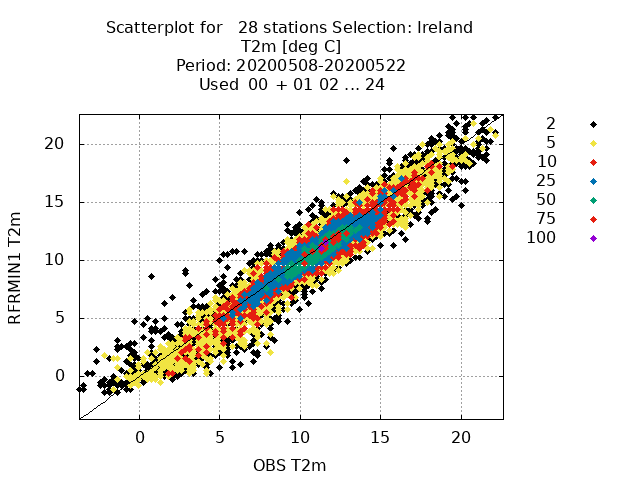 Scatterplot for 28 stations Selection: Ireland
T2m [deg C]
Period: 20200508-20200522
Used 00 + 01 02 ... 24
2
5
10
25
50
75
100
20
15
10
5
0
RFRMIN1 T2m
0 5 10 15 20
OBS T2m